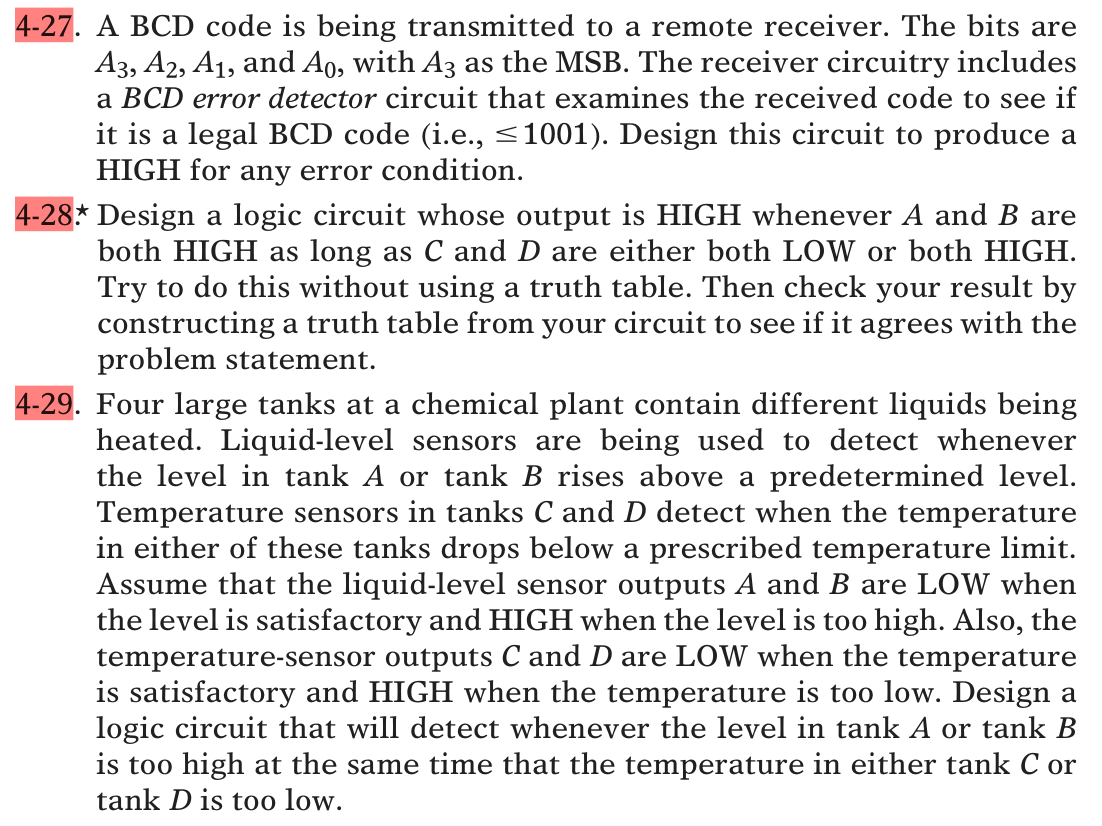 4-27. A BCD code is being transmitted to a remote receiver. The bits are
A3, A2, A1, and A0, with A3 as the MSB. The receiver circuitry includes
a BCD error detector circuit that examines the received code to see if
it is a legal BCD code (i.e., ≤1001). Design this circuit to produce a
HIGH for any error condition.
4-28.★ Design a logic circuit whose output is HIGH whenever A and B are
both HIGH as long as C and D are either both LOW or both HIGH.
Try to do this without using a truth table. Then check your result by
constructing a truth table from your circuit to see if it agrees with the
problem statement.
4-29. Four large tanks at a chemical plant contain different liquids being
heated. Liquid-level sensors are being used to detect whenever
the level in tank A or tank B rises above a predetermined level.
Temperature sensors in tanks C and D detect when the temperature
in either of these tanks drops below a prescribed temperature limit.
Assume that the liquid-level sensor outputs A and B are LOW when
the level is satisfactory and HIGH when the level is too high. Also, the
temperature-sensor outputs C and D are LOW when the temperature
is satisfactory and HIGH when the temperature is too low. Design a
logic circuit that will detect whenever the level in tank A or tank B
is too high at the same time that the temperature in either tank C or
tank D is too low.